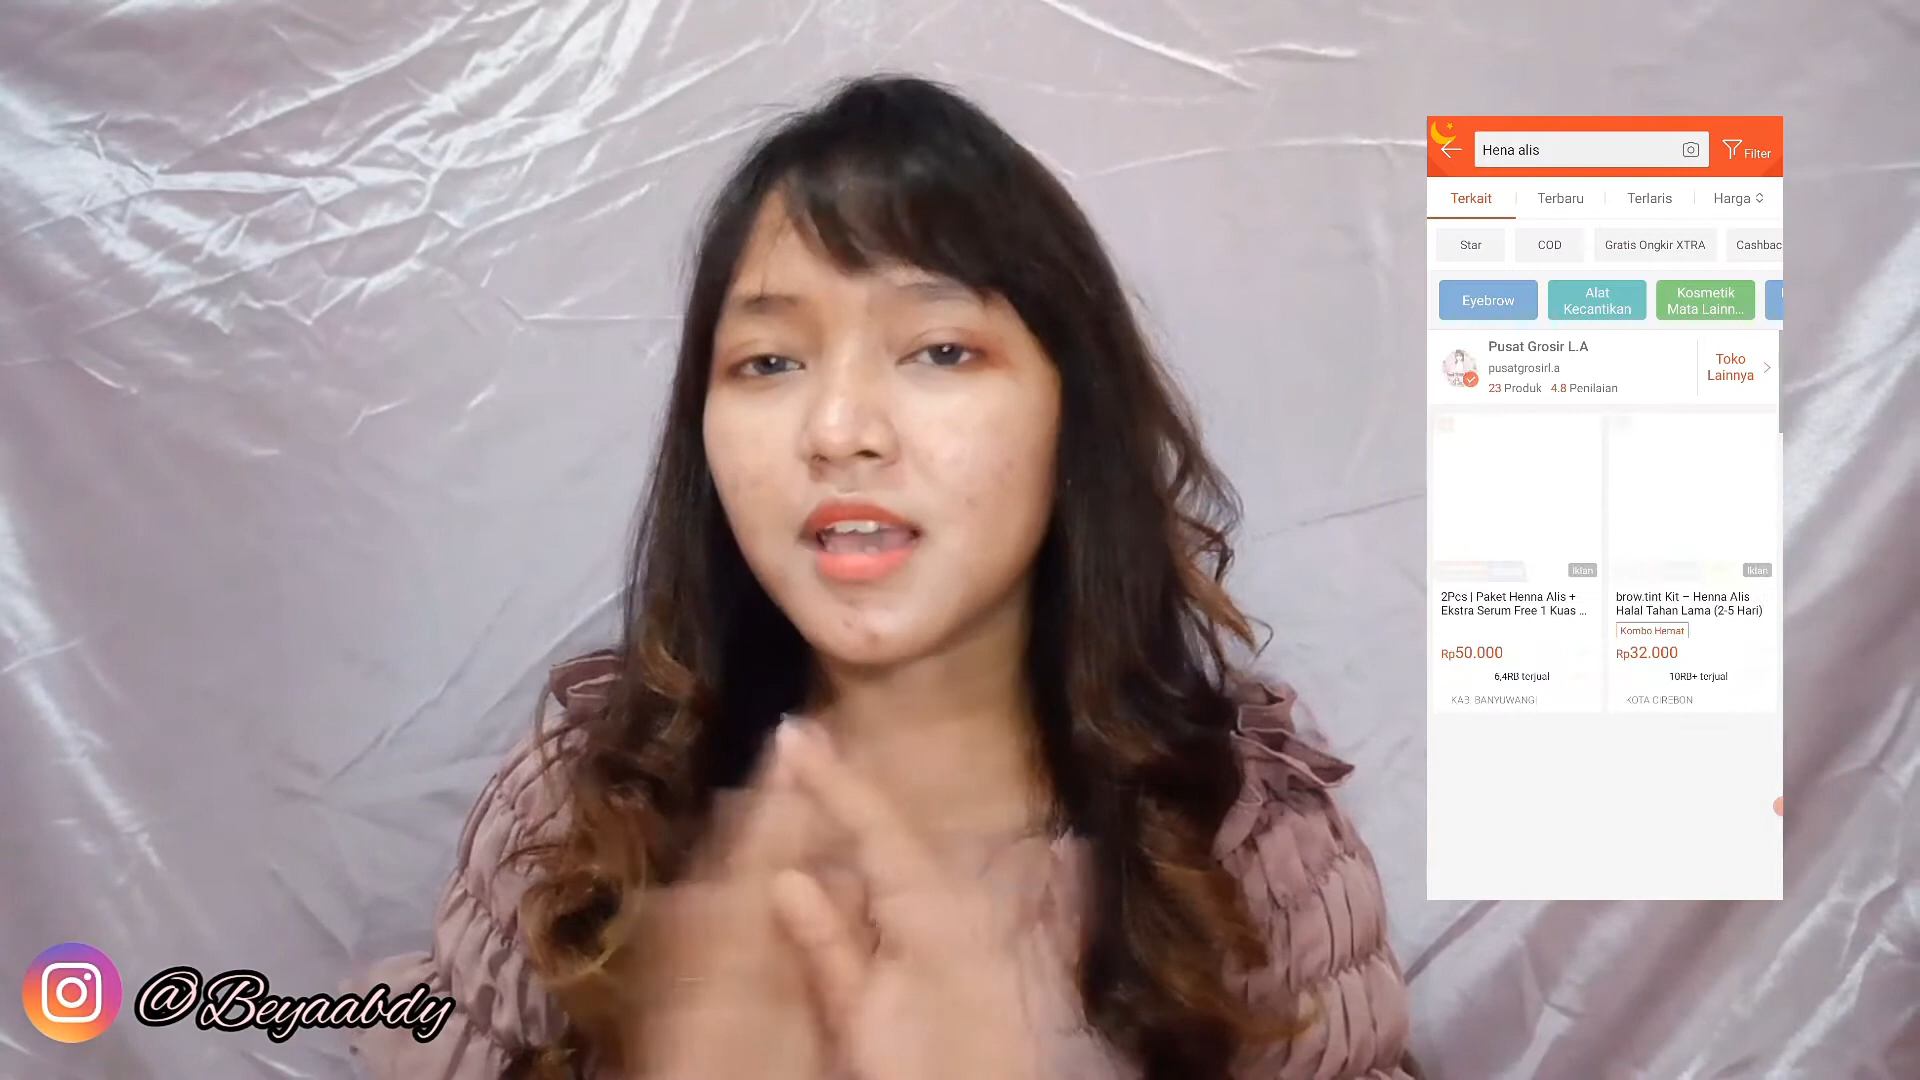 Hena alis
Filter
Terkait
Terbaru
Terlaris
Harga
Star
COD
Gratis Ongkir XTRA
Cashbac
Eyebrow
Alat
Kecantikan
Kosmetik
Mata Lainn...
Pusat Grosir L.A
pusatgrosirl.a
23 Produk 4.8 Penilaian
Toko
Lainnya
Iklan
Iklan
2Pcs | Paket Henna Alis +
Ekstra Serum Free 1 Kuas ...
Rp50.000
6,4RB terjual
KAB. BANYUWANGI
brow.tint Kit – Henna Alis
Halal Tahan Lama (2-5 Hari)
Kombo Hemat
Rp32.000
10RB+ terjual
KOTA CIREBON
@Beyaabdy